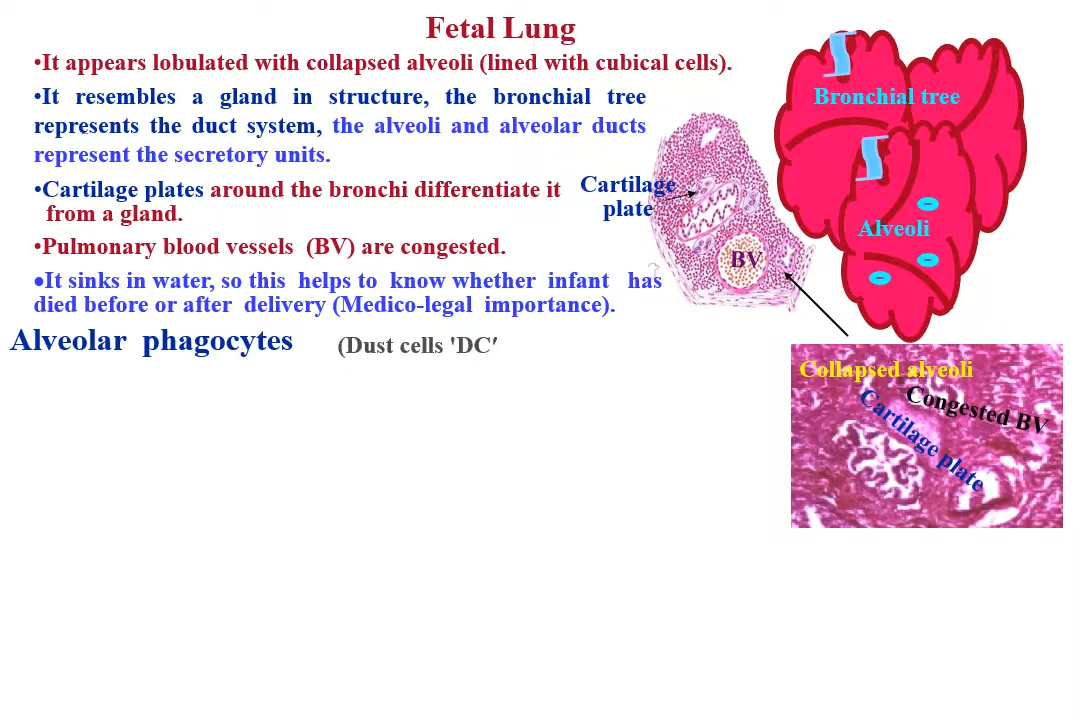 Fetal Lung
•It appears lobulated with collapsed alveoli (lined with cubical cells).
•It resembles a gland in structure, the bronchial tree
represents the duct system, the alveoli and alveolar ducts
represent the secretory units.
•Cartilage plates around the bronchi differentiate it
from a gland.
•Pulmonary blood vessels (BV) are congested.
•It sinks in water, so this helps to know whether infant has
died before or after delivery (Medico-legal importance).
Alveolar phagocytes (Dust cells 'DC'
Cartilage
plate
BV
Bronchial tree
Alveoli
Collapsed alveoli
Congested BV
Cartilage plate